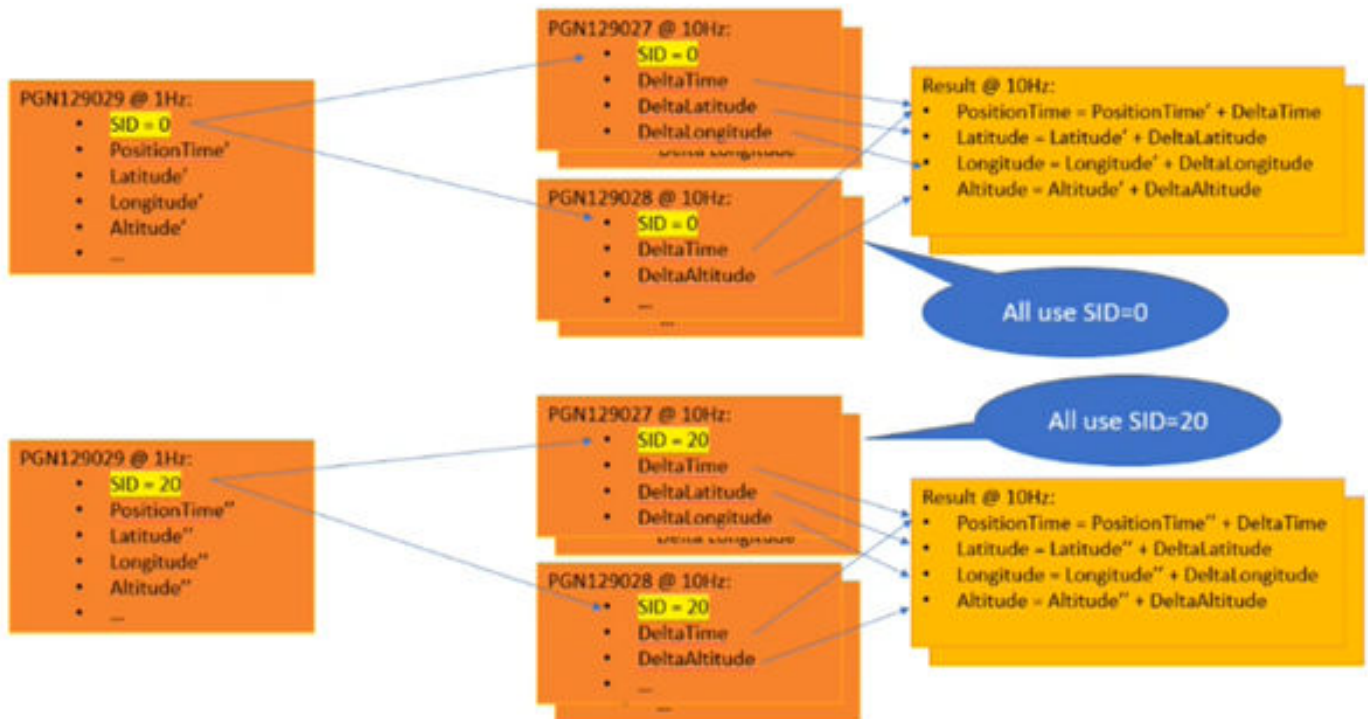 PGN129029 @ 1Hz:
• SID = 0
• PositionTime'
• Latitude'
• Longitude'
• Altitude'
• ...
PGN129027 @ 10Hz:
• SID = 0
• DeltaTime
• DeltaLatitude
• DeltaLongitude
Delta Longitude
PGN129028 @ 10Hz:
• SID = 0
• DeltaTime
• DeltaAltitude
• ...
...
Result @ 10Hz:
• PositionTime = PositionTime' + DeltaTime
• Latitude = Latitude' + DeltaLatitude
• Longitude = Longitude' + DeltaLongitude
• Altitude = Altitude' + DeltaAltitude
All use SID=0
PGN129029 @ 1Hz:
• SID = 20
• PositionTime''
• Latitude''
• Longitude''
• Altitude''
• ...
PGN129027 @ 10Hz:
• SID = 20
• DeltaTime
• DeltaLatitude
• DeltaLongitude
Delta Longitude
PGN129028 @ 10Hz:
• SID = 20
• DeltaTime
• DeltaAltitude
• ...
...
All use SID=20
Result @ 10Hz:
• PositionTime = PositionTime'' + DeltaTime
• Latitude = Latitude'' + DeltaLatitude
• Longitude = Longitude'' + DeltaLongitude
• Altitude = Altitude'' + DeltaAltitude